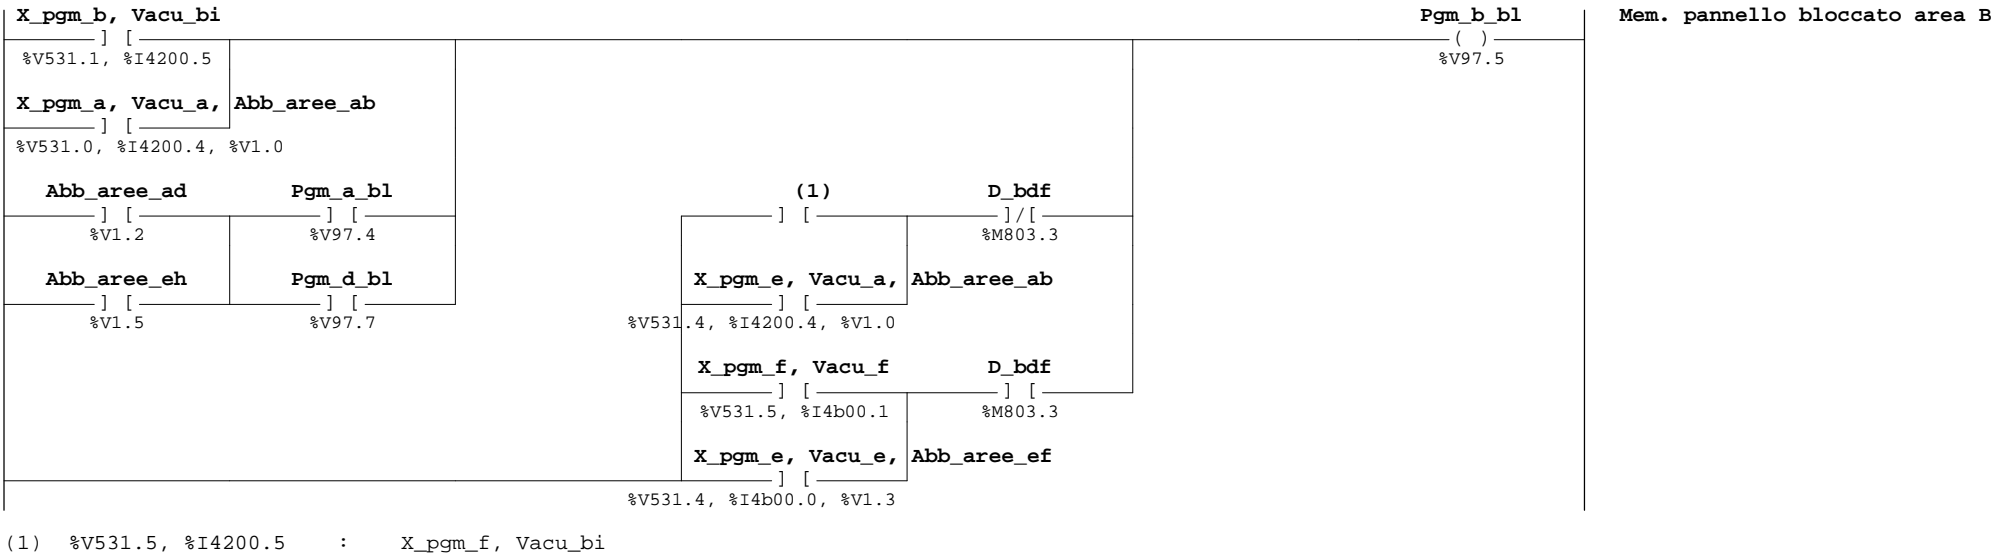 X_pgm_b, Vacu_bi Pgm_b_bl Mem. pannello bloccato area B
] [ ( )
%V531.1, %I4200.5 %V97.5
X_pgm_a, Vacu_a, Abb_aree_ab
] [
%V531.0, %I4200.4, %V1.0
Abb_aree_ad Pgm_a_bl (1) D_bdf
] [ ] [ ] [ ]/[
%V1.2 %V97.4 %M803.3
Abb_aree_eh Pgm_d_bl X_pgm_e, Vacu_a, Abb_aree_ab
] [ ] [ ] [
%V1.5 %V97.7 %V531.4, %I4200.4, %V1.0
X_pgm_f, Vacu_f D_bdf
] [ ] [
%V531.5, %I4b00.1 %M803.3
X_pgm_e, Vacu_e, Abb_aree_ef
] [
%V531.4, %I4b00.0, %V1.3
(1) %V531.5, %I4200.5 : X_pgm_f, Vacu_bi